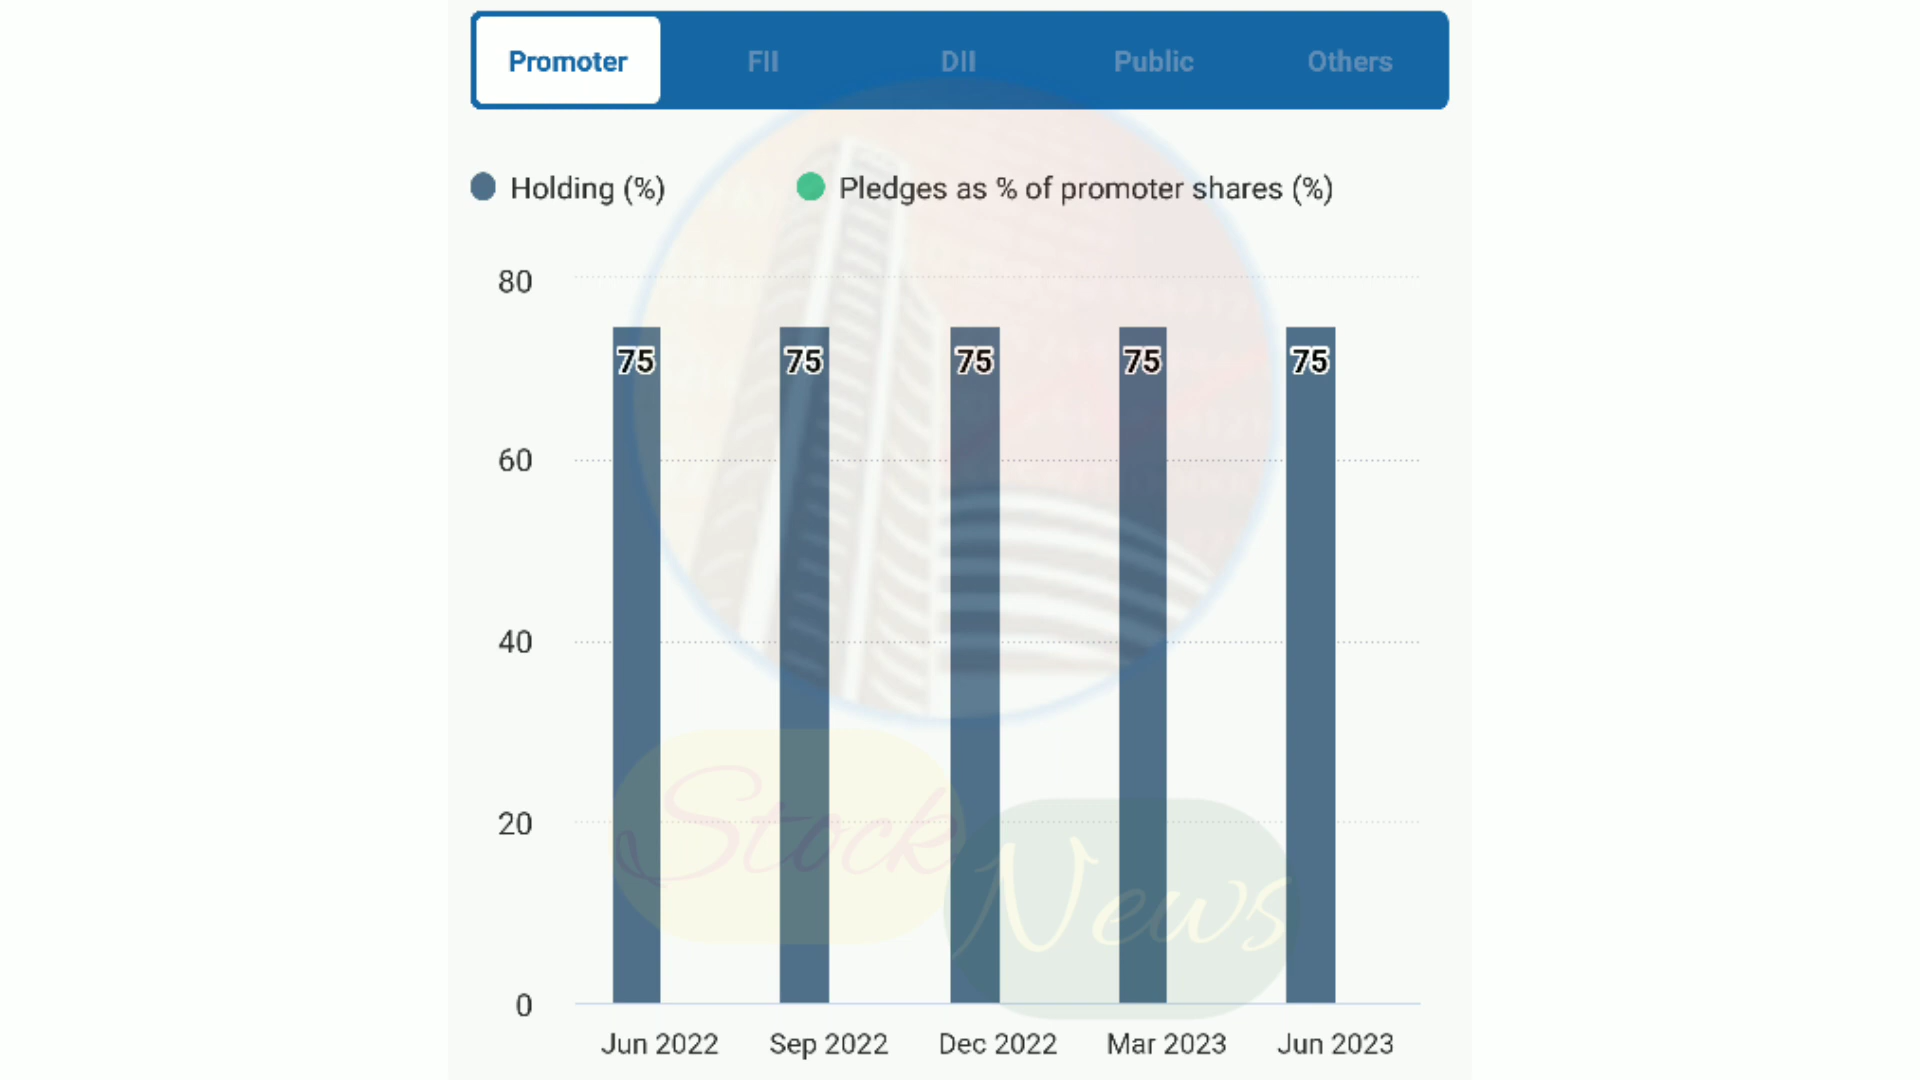 Promoter FII DII Public Others
Holding (%) Pledges as % of promoter shares (%)
80
75 75 75 75 75
60
40
20
Stock
News
0
Jun 2022 Sep 2022 Dec 2022 Mar 2023 Jun 2023